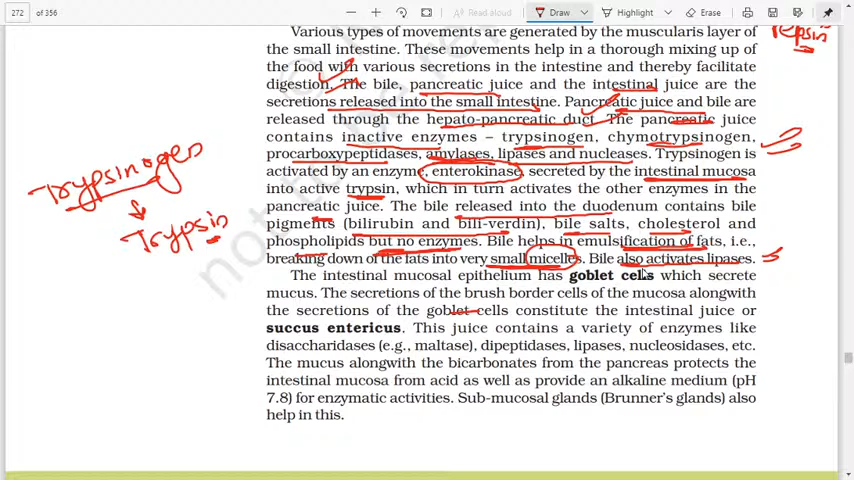 272 of 356
Read aloud
Draw
Highlight
Erase
Pepsin
Various types of movements are generated by the muscularis layer of
the small intestine. These movements help in a thorough mixing up of
the food with various secretions in the intestine and thereby facilitate
digestion. The bile, pancreatic juice and the intestinal juice are the
secretions released into the small intestine. Pancreatic juice and bile are
released through the hepato-pancreatic duct. The pancreatic juice
contains inactive enzymes – trypsinogen, chymotrypsinogen,
procarboxypeptidases, amylases, lipases and nucleases. Trypsinogen is
activated by an enzyme, enterokinase, secreted by the intestinal mucosa
into active trypsin, which in turn activates the other enzymes in the
pancreatic juice. The bile released into the duodenum contains bile
pigments (bilirubin and bili-verdin), bile salts, cholesterol and
phospholipids but no enzymes. Bile helps in emulsification of fats, i.e.,
breaking down of the fats into very small micelles. Bile also activates lipases.
The intestinal mucosal epithelium has goblet cells which secrete
mucus. The secretions of the brush border cells of the mucosa alongwith
the secretions of the goblet cells constitute the intestinal juice or
succus entericus. This juice contains a variety of enzymes like
disaccharidases (e.g., maltase), dipeptidases, lipases, nucleosidases, etc.
The mucus alongwith the bicarbonates from the pancreas protects the
intestinal mucosa from acid as well as provide an alkaline medium (pH
7.8) for enzymatic activities. Sub-mucosal glands (Brunner's glands) also
help in this.
Trypsinogen
Trypsin
not to be re